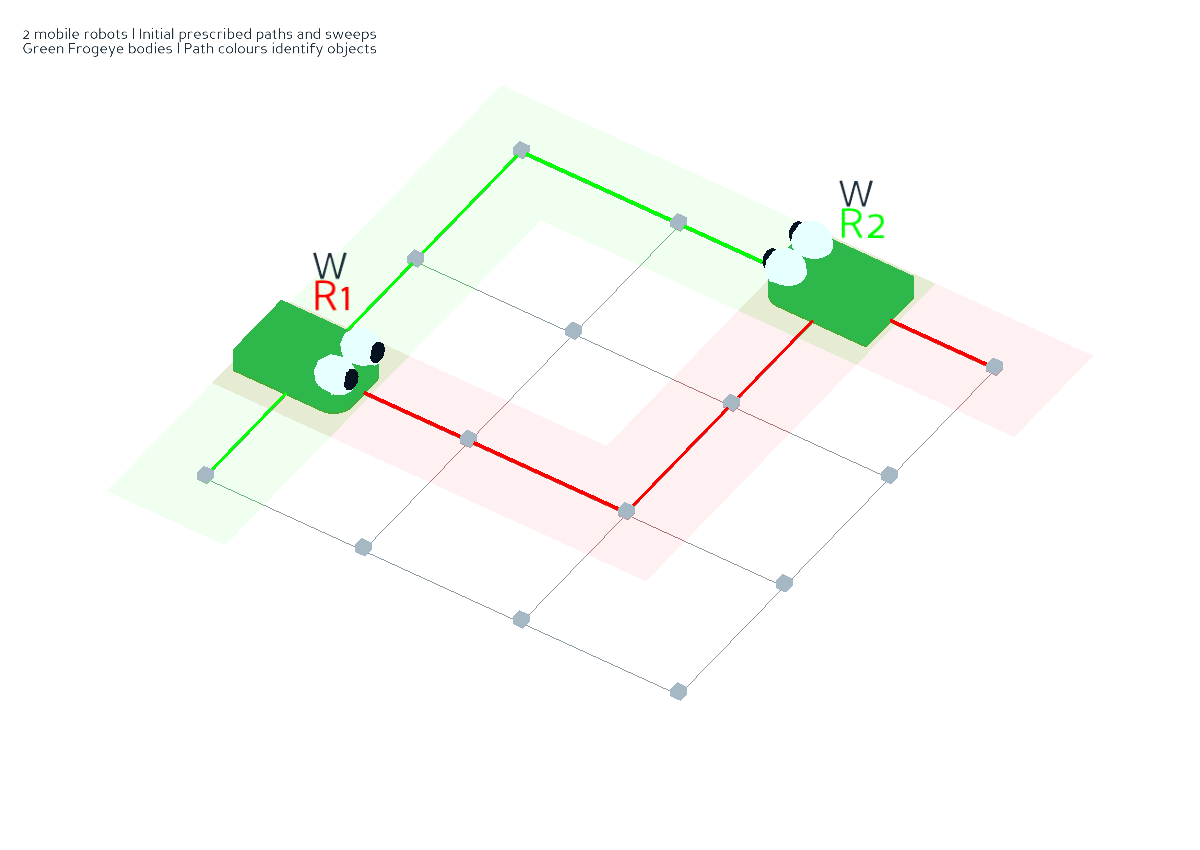 2 mobile robots | Initial prescribed paths and sweeps
Green Frogeye bodies | Path colours identify objects
W
R2
W
R1